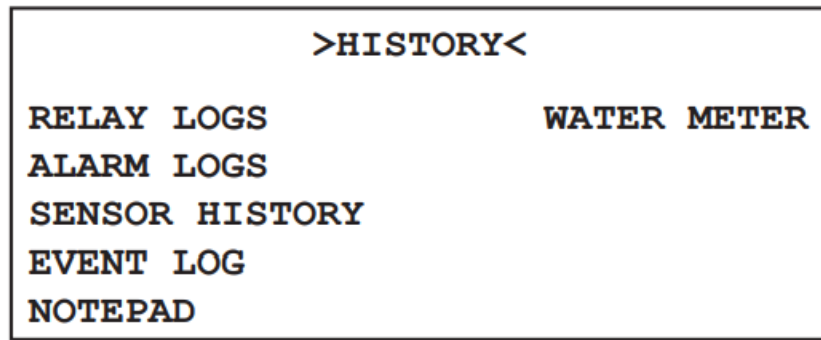 >HISTORY<
RELAY LOGS WATER METER
ALARM LOGS
SENSOR HISTORY
EVENT LOG
NOTEPAD